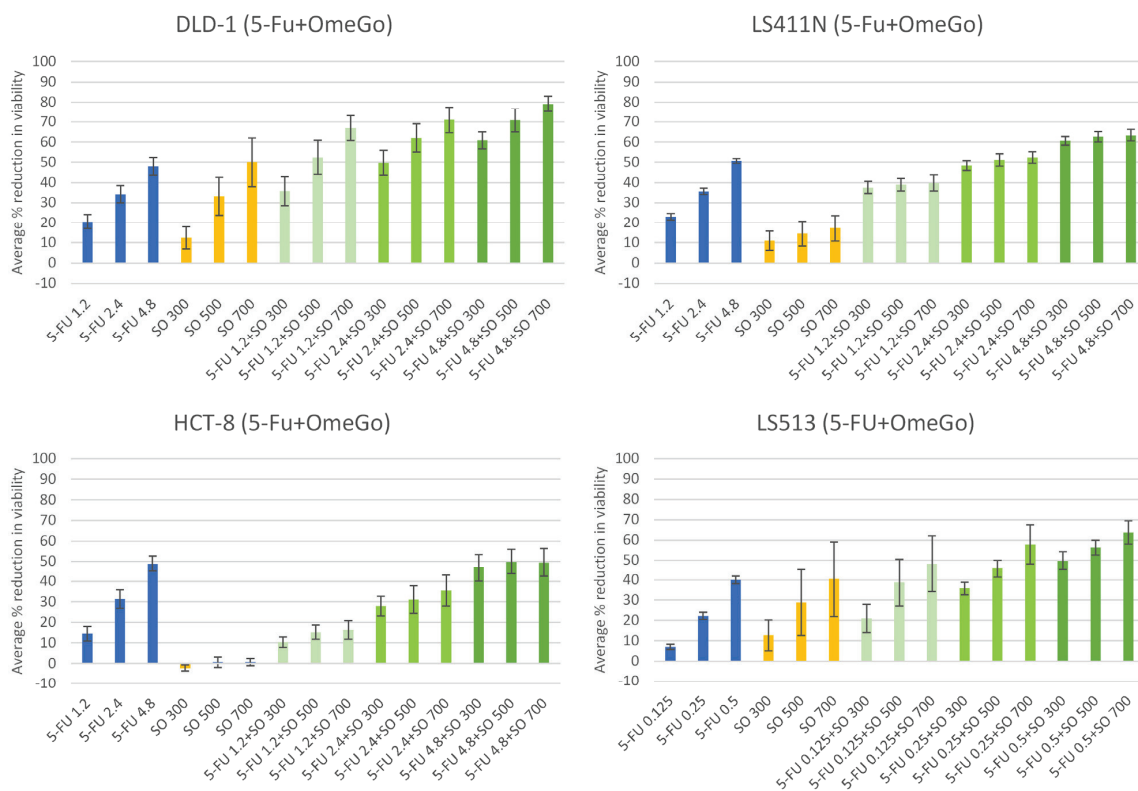 DLD-1 (5-Fu+OmeGo)
Average % reduction in viability
100
90
80
70
60
50
40
30
20
10
0
-10
5-FU 1.2
5-FU 2.4
5-FU 4.8
SO 300
SO 500
SO 700
5-FU 1.2+SO 300
5-FU 1.2+SO 500
5-FU 1.2+SO 700
5-FU 2.4+SO 300
5-FU 2.4+SO 500
5-FU 2.4+SO 700
5-FU 4.8+SO 300
5-FU 4.8+SO 500
5-FU 4.8+SO 700
LS411N (5-Fu+OmeGo)
Average % reduction in viability
100
90
80
70
60
50
40
30
20
10
0
-10
5-FU 1.2
5-FU 2.4
5-FU 4.8
SO 300
SO 500
SO 700
5-FU 1.2+SO 300
5-FU 1.2+SO 500
5-FU 1.2+SO 700
5-FU 2.4+SO 300
5-FU 2.4+SO 500
5-FU 2.4+SO 700
5-FU 4.8+SO 300
5-FU 4.8+SO 500
5-FU 4.8+SO 700
HCT-8 (5-Fu+OmeGo)
Average % reduction in viability
100
90
80
70
60
50
40
30
20
10
0
-10
5-FU 1.2
5-FU 2.4
5-FU 4.8
SO 300
SO 500
SO 700
5-FU 1.2+SO 300
5-FU 1.2+SO 500
5-FU 1.2+SO 700
5-FU 2.4+SO 300
5-FU 2.4+SO 500
5-FU 2.4+SO 700
5-FU 4.8+SO 300
5-FU 4.8+SO 500
5-FU 4.8+SO 700
LS513 (5-FU+OmeGo)
Average % reduction in viability
100
90
80
70
60
50
40
30
20
10
0
-10
5-FU 0.125
5-FU 0.25
5-FU 0.5
SO 300
SO 500
SO 700
5-FU 0.125+SO 300
5-FU 0.125+SO 500
5-FU 0.125+SO 700
5-FU 0.25+SO 300
5-FU 0.25+SO 500
5-FU 0.25+SO 700
5-FU 0.5+SO 300
5-FU 0.5+SO 500
5-FU 0.5+SO 700